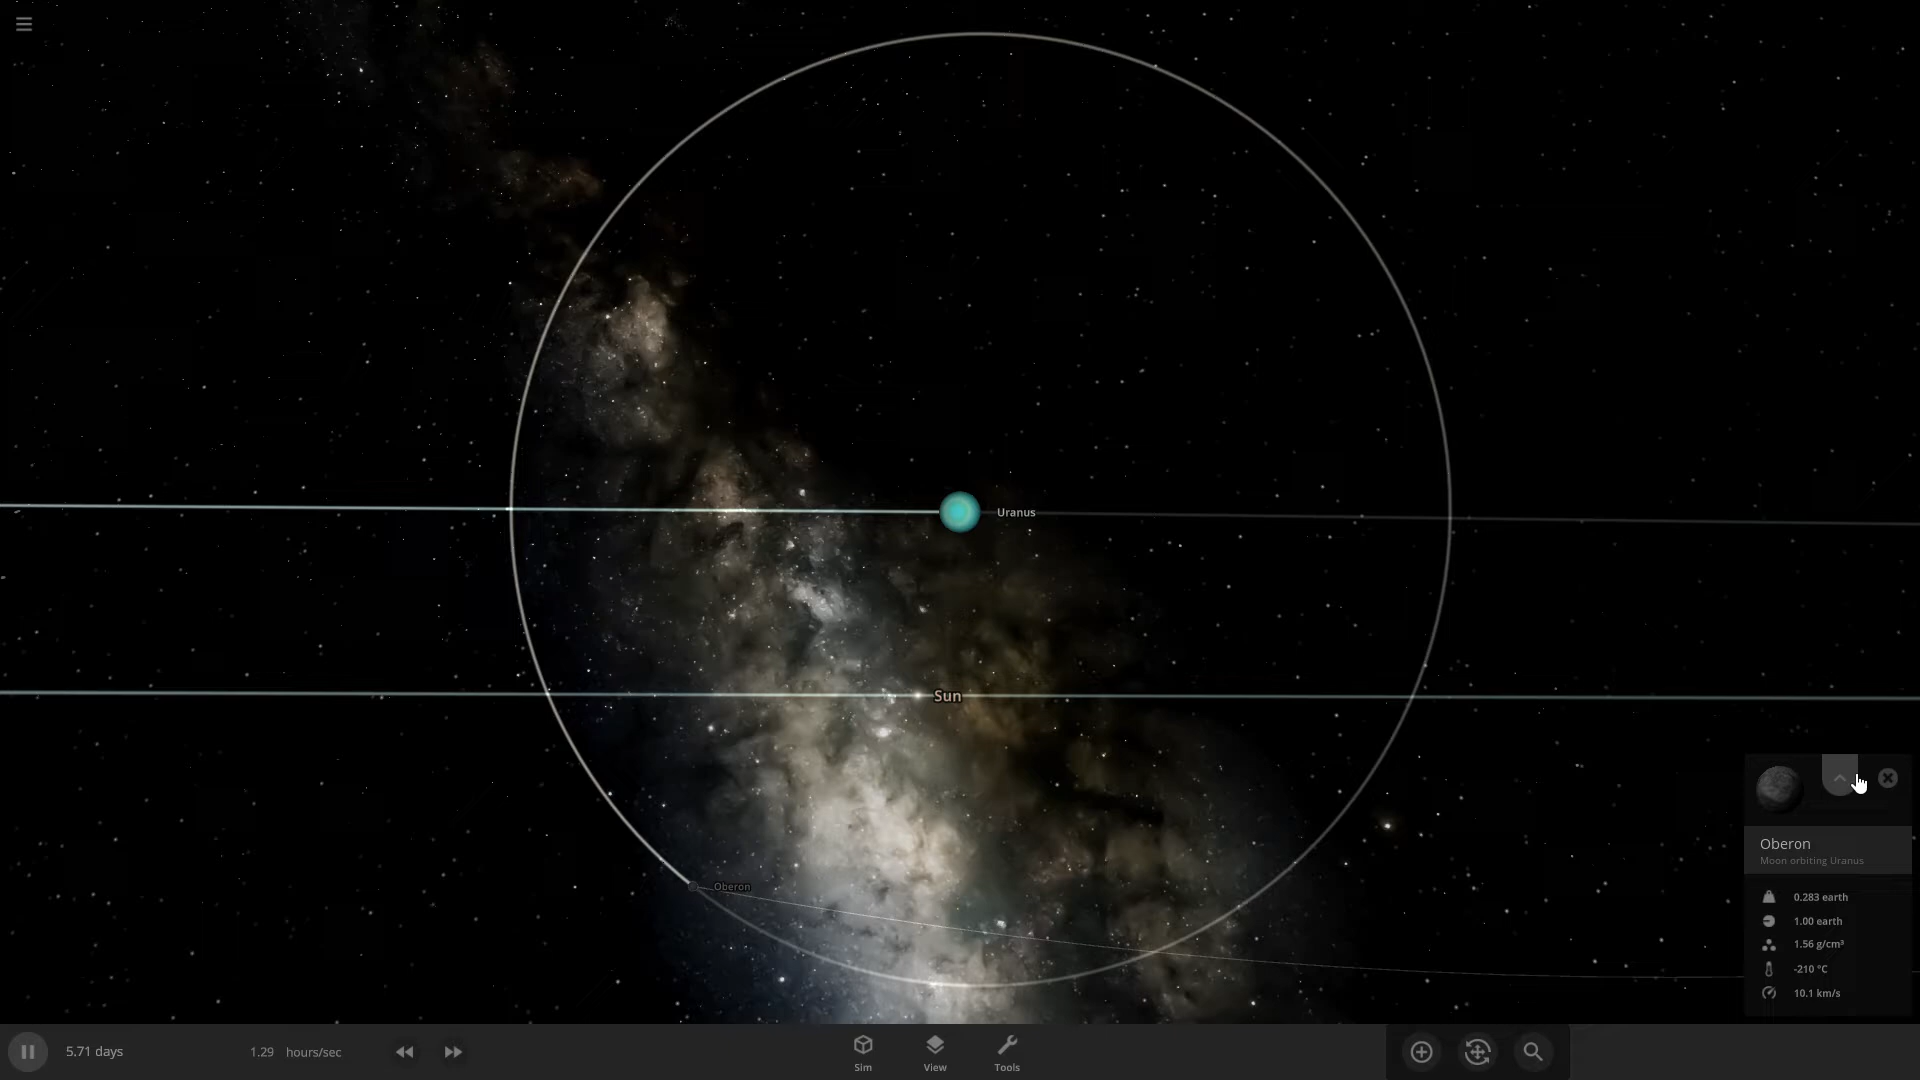 Uranus
Sun
Oberon
Oberon
Moon orbiting Uranus
0.283 earth
1.00 earth
1.56 g/cm³
-210 °C
10.1 km/s
5.71 days
1.29 hours/sec
Sim
View
Tools